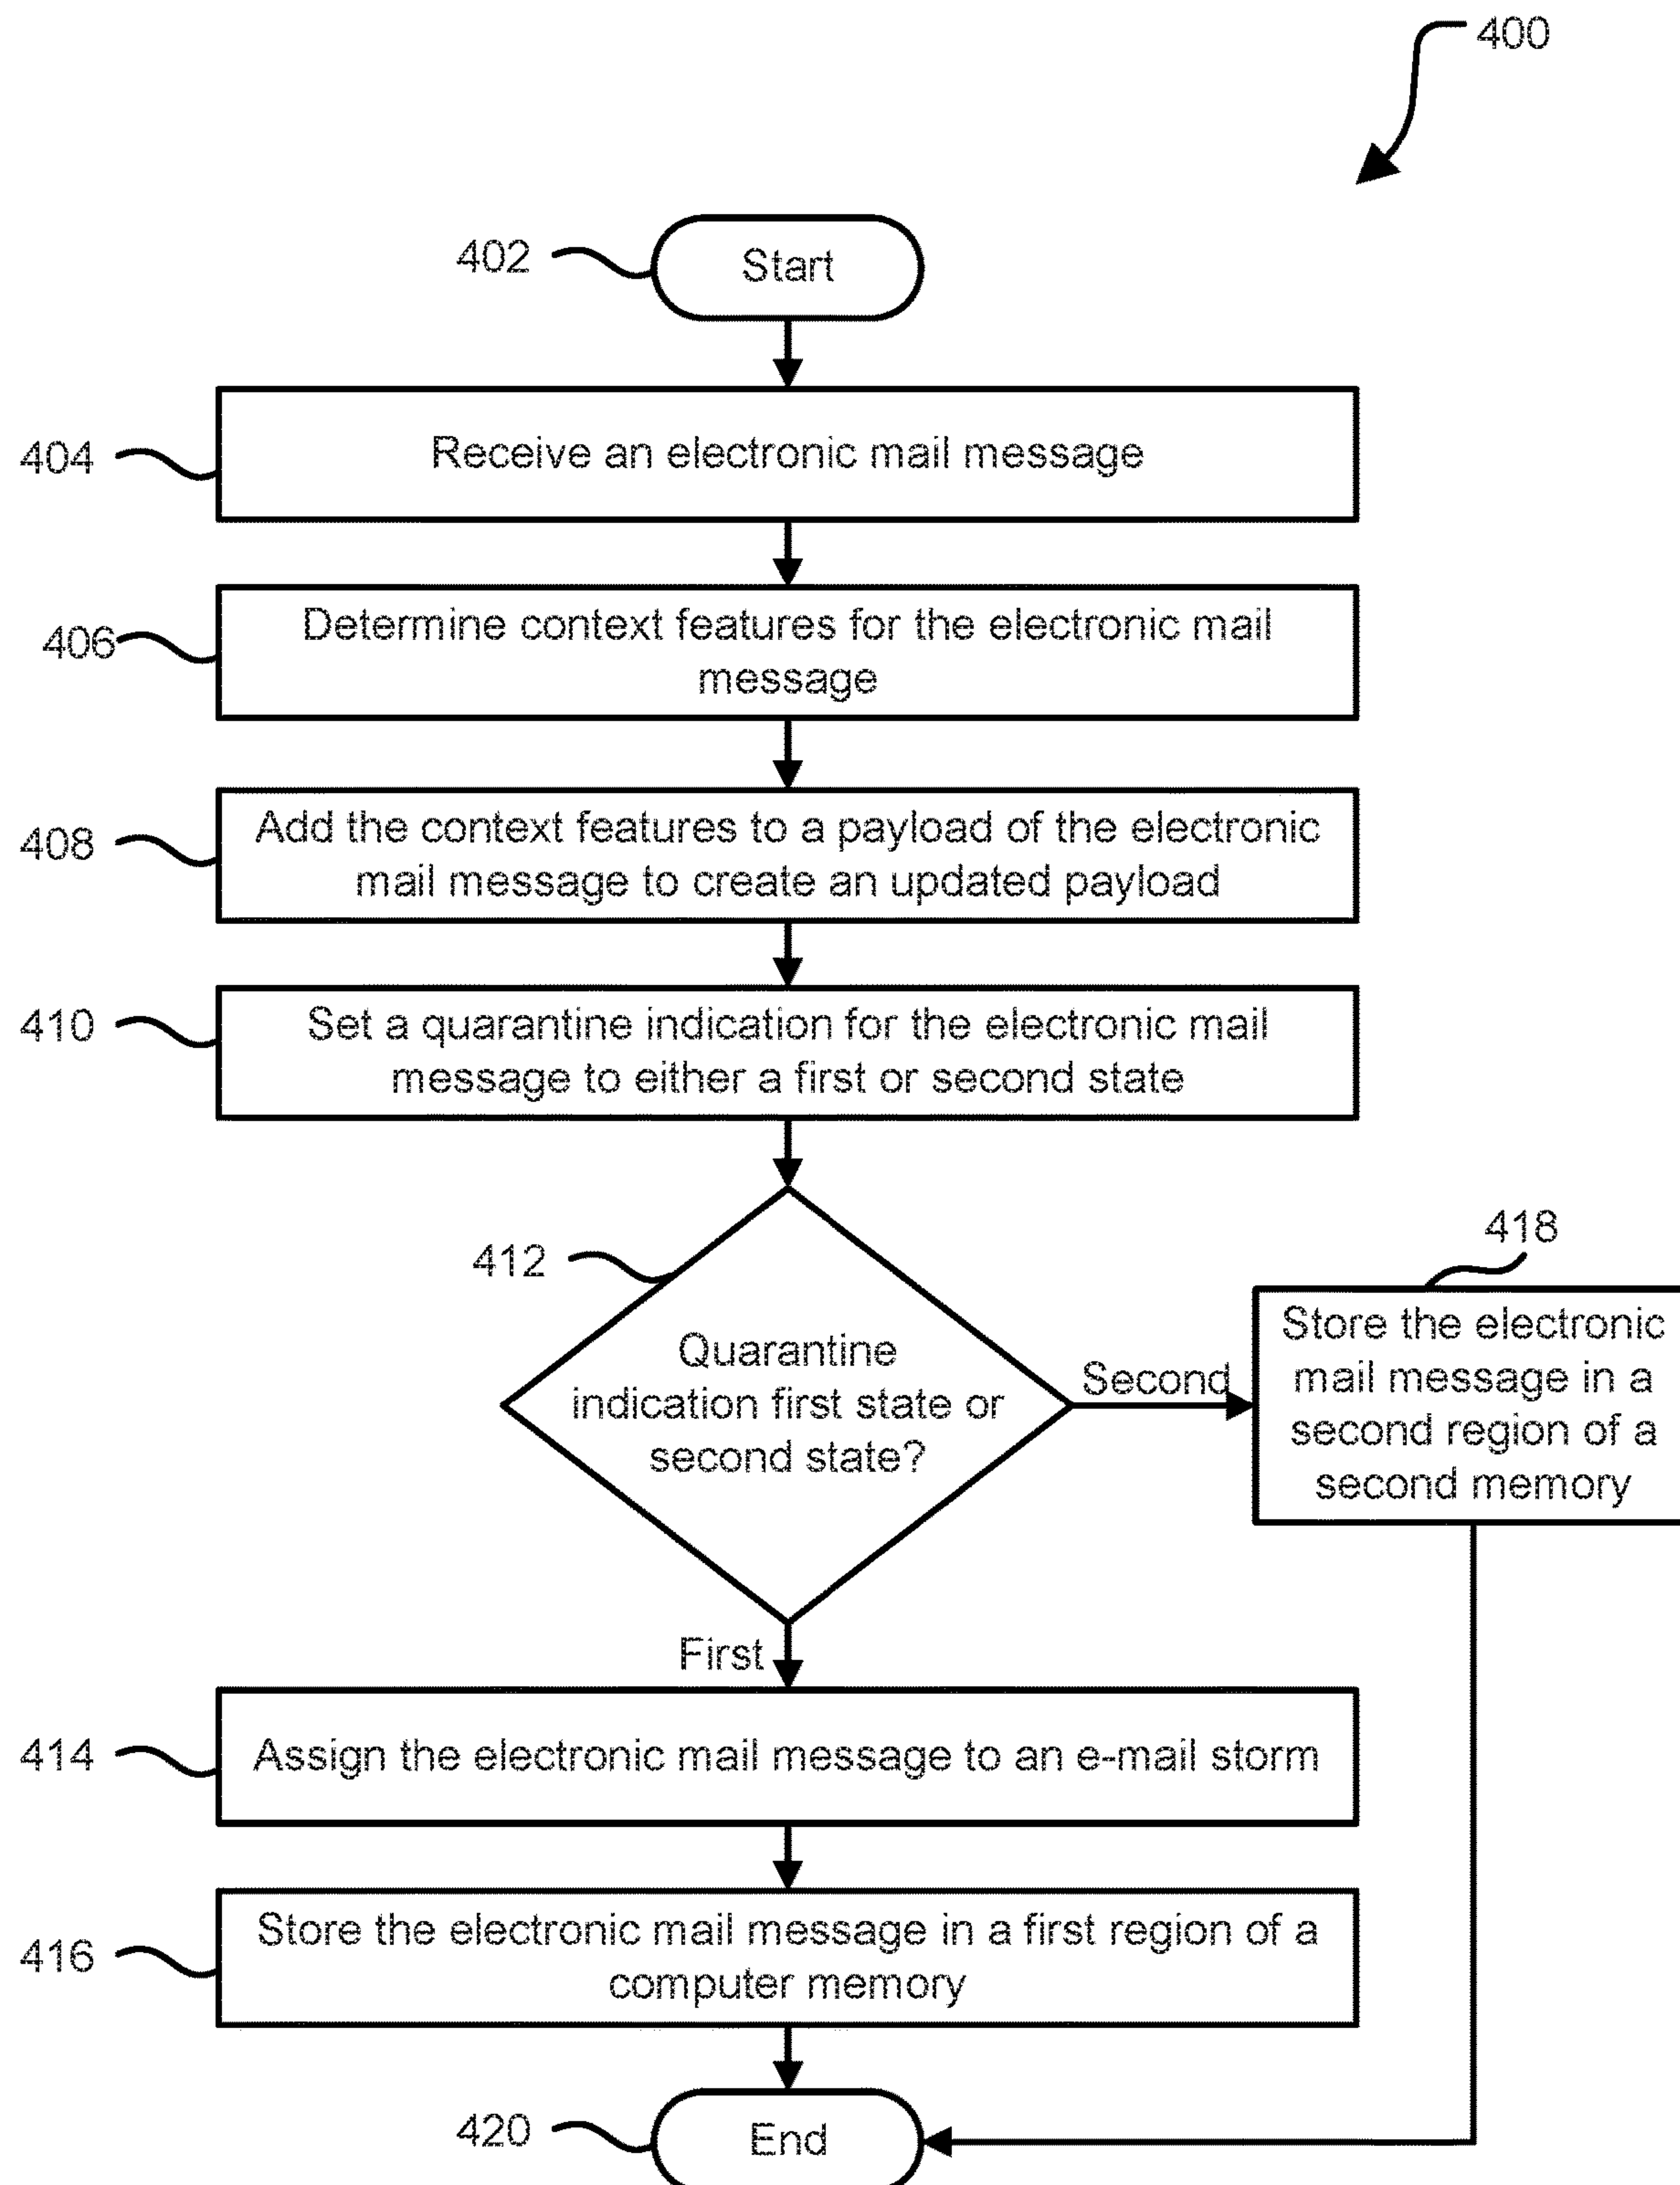 400
402
Start
404
Receive an electronic mail message
406
Determine context features for the electronic mail
message
408
Add the context features to a payload of the electronic
mail message to create an updated payload
410
Set a quarantine indication for the electronic mail
message to either a first or second state
412
Quarantine
indication first state or
second state?
Second
418
Store the electronic
mail message in a
second region of a
second memory
First
414
Assign the electronic mail message to an e-mail storm
416
Store the electronic mail message in a first region of a
computer memory
420
End